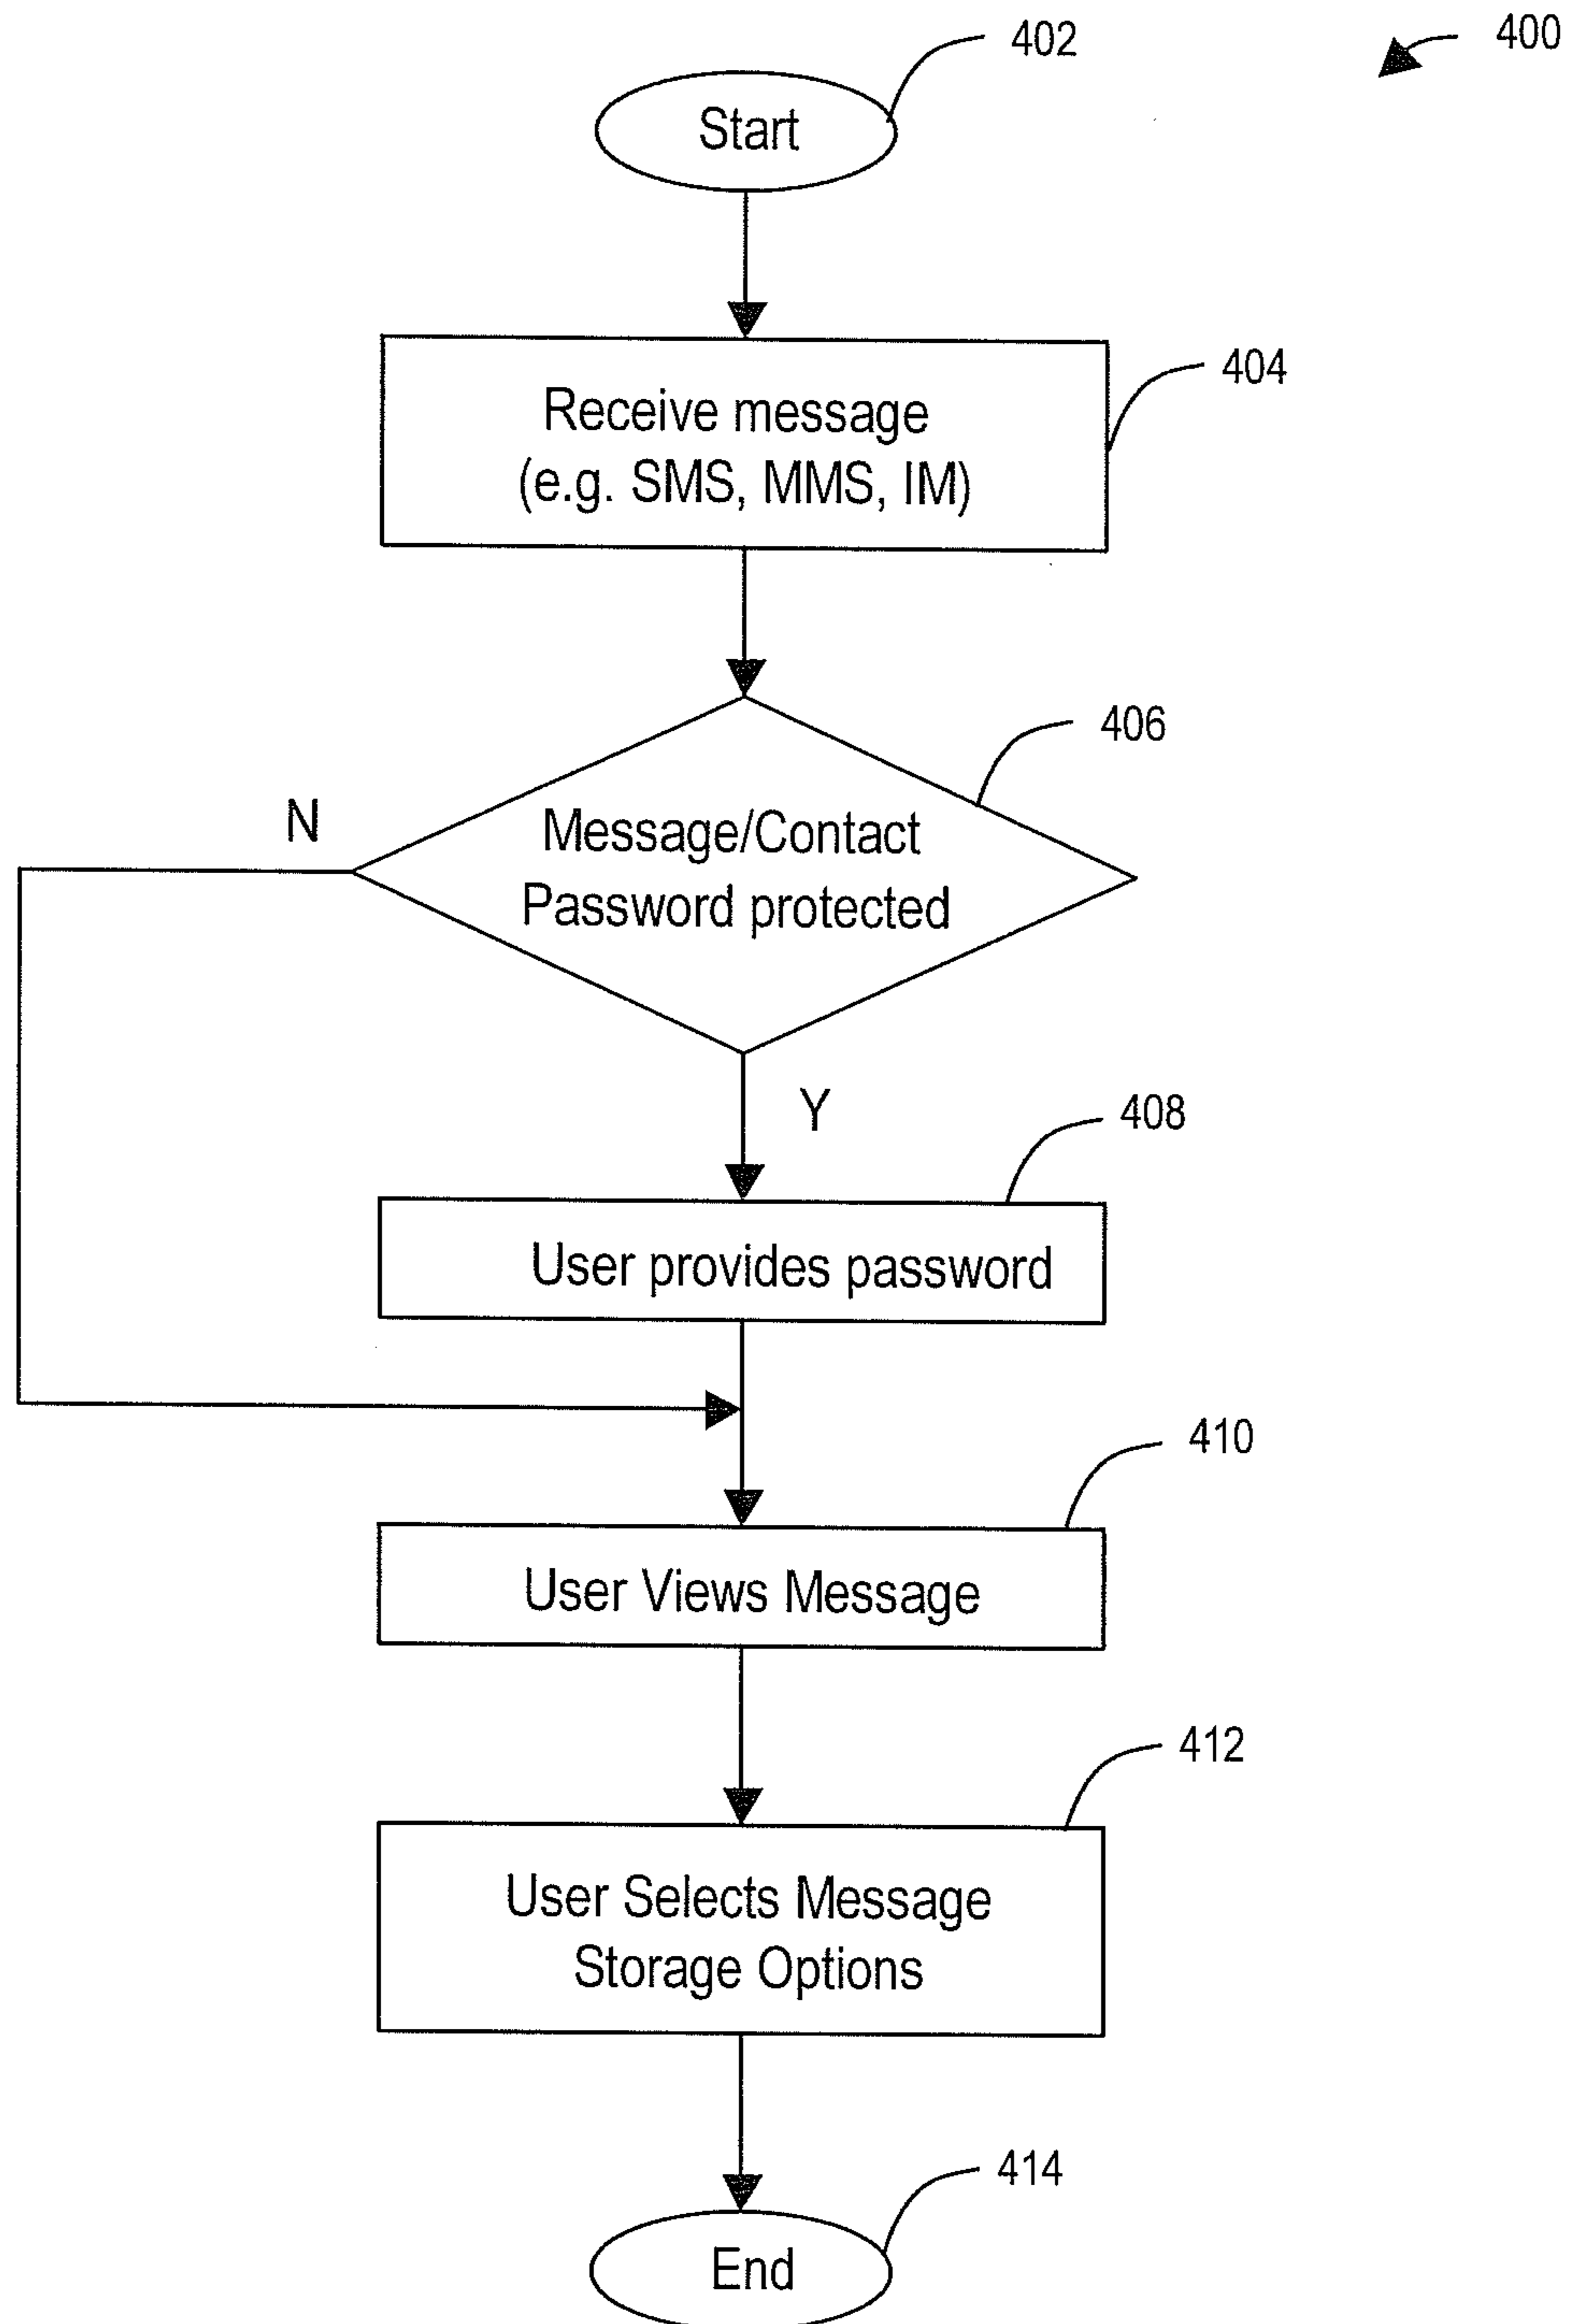 400
402
Start
404
Receive message
(e.g. SMS, MMS, IM)
406
N
Message/Contact
Password protected
Y
408
User provides password
410
User Views Message
412
User Selects Message
Storage Options
414
End